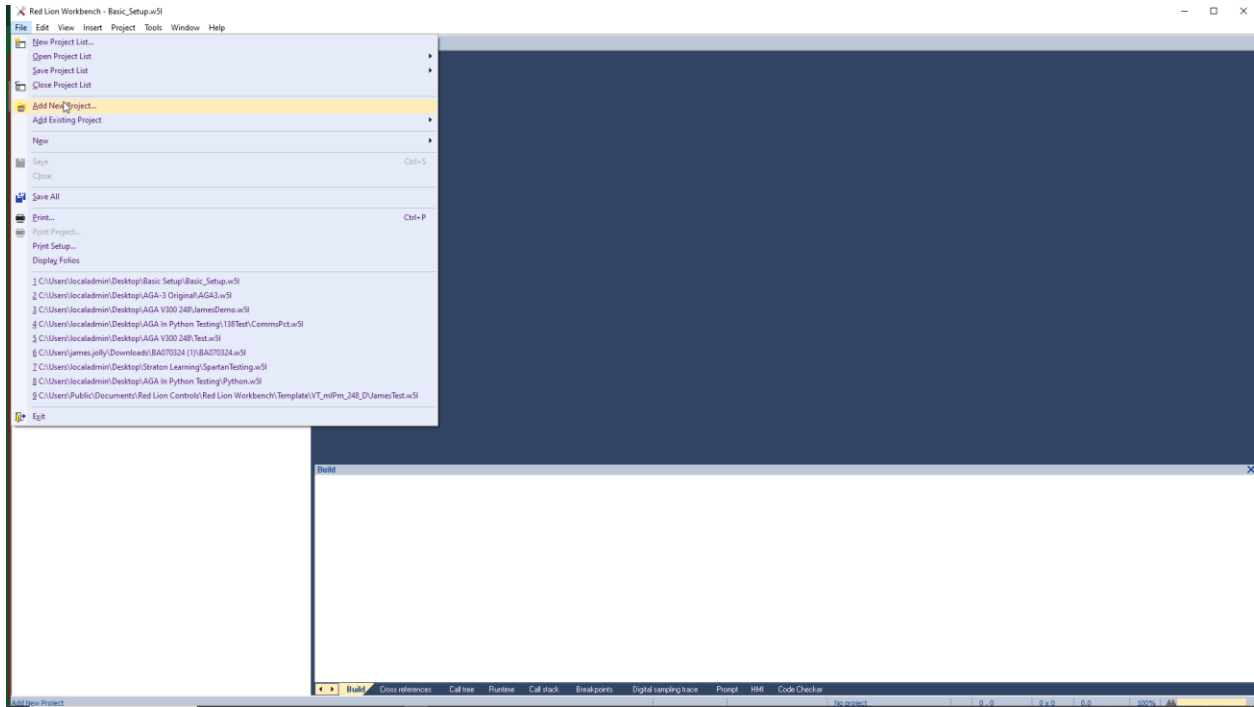 Red Lion Workbench - Basic_Setup.w5l
File Edit View Insert Project Tools Window Help
New Project List...
Open Project List
Save Project List
Close Project List
Add New Project...
Add Existing Project
New
Save Ctrl+S
Close
Save All
Print... Ctrl+P
Print Project...
Print Setup...
Display Folios
1 C:\Users\localadmin\Desktop\Basic Setup\Basic_Setup.w5l
2 C:\Users\localadmin\Desktop\AGA-3 Original\AGA3.w5l
3 C:\Users\localadmin\Desktop\AGA V300 248\JamesDemo.w5l
4 C:\Users\localadmin\Desktop\AGA In Python Testing\138Test\CommsPct.w5l
5 C:\Users\localadmin\Desktop\AGA V300 248\Test.w5l
6 C:\Users\james.jolly\Downloads\BA070324 (1)\BA070324.w5l
7 C:\Users\localadmin\Desktop\Straton Learning\SpartanTesting.w5l
8 C:\Users\localadmin\Desktop\AGA In Python Testing\Python.w5l
9 C:\Users\Public\Documents\Red Lion Controls\Red Lion Workbench\Template\VT_mIPm_248_D\JamesTest.w5l
Exit
Build
Build Cross references Call tree Runtime Call stack Breakpoints Digital sampling trace Prompt HMI Code Checker
Add New Project No project 0 , 0 0 x 0 0,0 100%